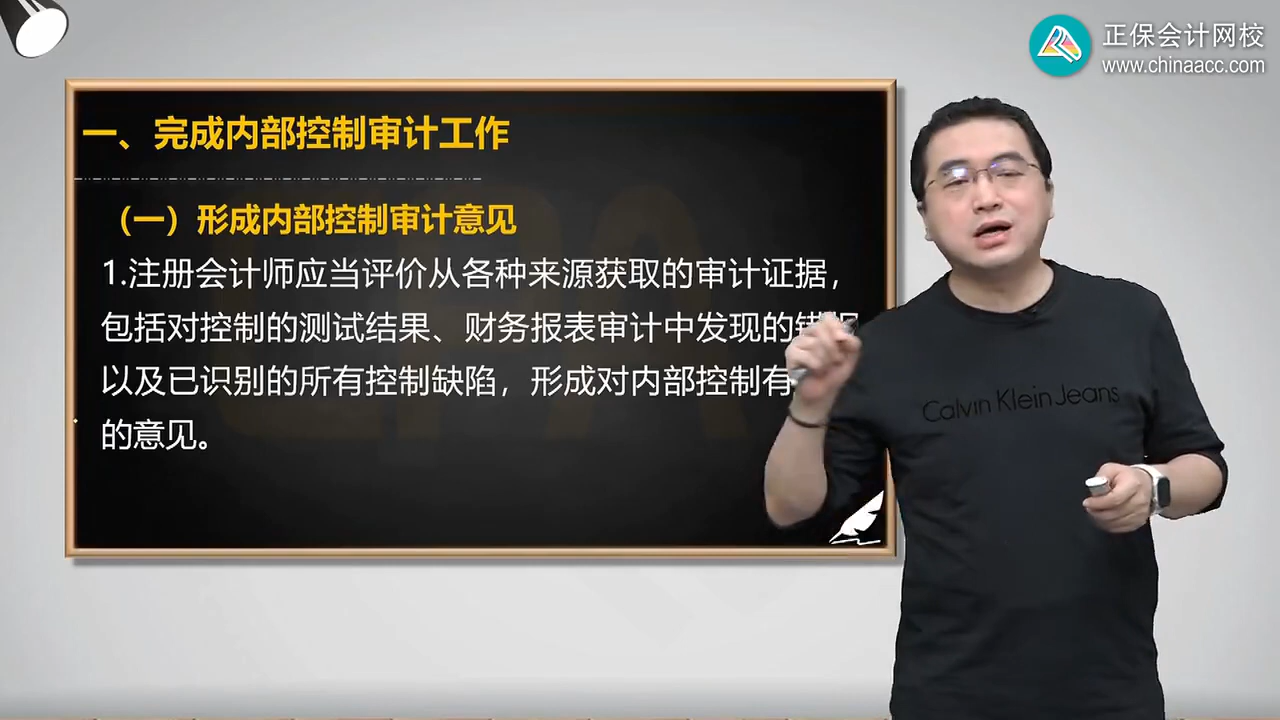 正保会计网校
www.chinaacc.com
一、完成内部控制审计工作
（一）形成内部控制审计意见
1.注册会计师应当评价从各种来源获取的审计证据，
包括对控制的测试结果、财务报表审计中发现的错报
以及已识别的所有控制缺陷，形成对内部控制有
的意见。
Calvin Klein Jeans